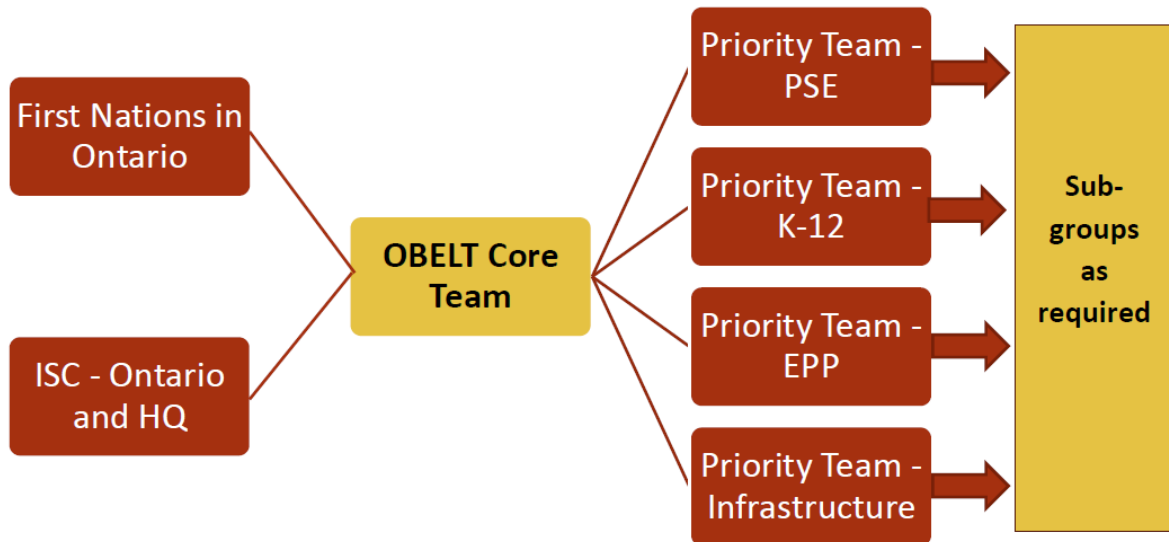 First Nations in
Ontario
ISC - Ontario
and HQ
OBELT Core
Team
Priority Team -
PSE
Priority Team -
K-12
Priority Team -
EPP
Priority Team -
Infrastructure
Sub-
groups
as
required